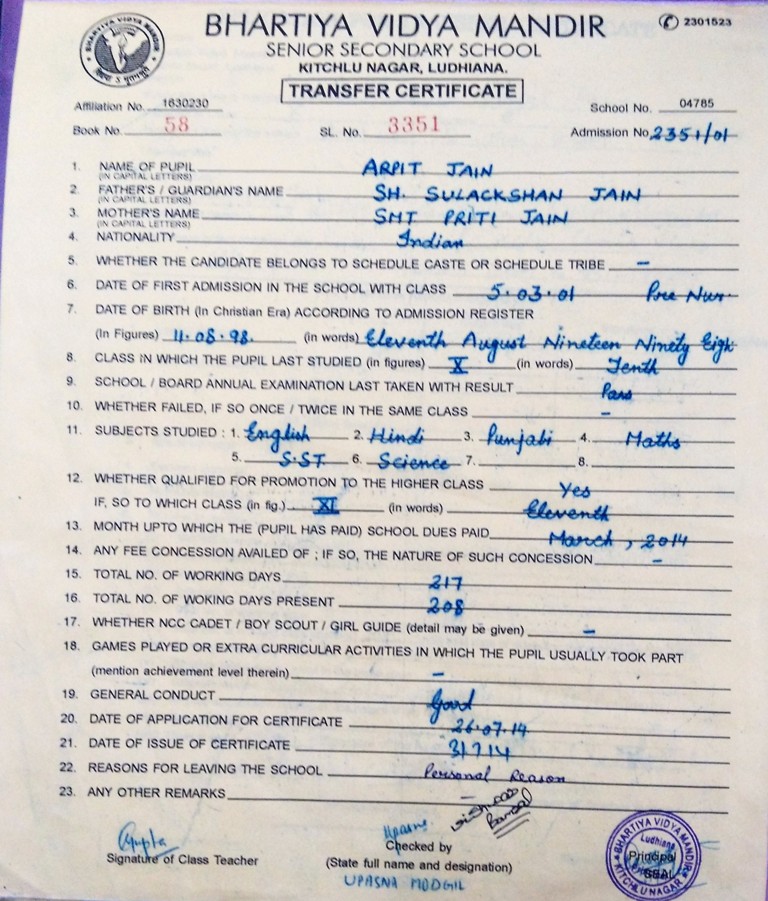 BHARTIYA VIDYA MANDIR
BHARTIYA VIDYA MANDIR
✆ 2301523
SENIOR SECONDARY SCHOOL
KITCHLU NAGAR, LUDHIANA.
TRANSFER CERTIFICATE
Affiliation No. 1630230 School No. 04785
Book No. 58 SL. No. 3351 Admission No. 2351/01
1. NAME OF PUPIL ARPIT JAIN
(IN CAPITAL LETTERS)
2. FATHER'S / GUARDIAN'S NAME SH. SULACKSHAN JAIN
(IN CAPITAL LETTERS)
3. MOTHER'S NAME SMT PRITI JAIN
(IN CAPITAL LETTERS)
4. NATIONALITY Indian
5. WHETHER THE CANDIDATE BELONGS TO SCHEDULE CASTE OR SCHEDULE TRIBE –
6. DATE OF FIRST ADMISSION IN THE SCHOOL WITH CLASS 5.03.01 Pre Nur.
7. DATE OF BIRTH (In Christian Era) ACCORDING TO ADMISSION REGISTER
(In Figures) 11.08.98. (in words) Eleventh August Nineteen Ninety Eigh
8. CLASS IN WHICH THE PUPIL LAST STUDIED (in figures) X (in words) Tenth
9. SCHOOL / BOARD ANNUAL EXAMINATION LAST TAKEN WITH RESULT Pass
10. WHETHER FAILED, IF SO ONCE / TWICE IN THE SAME CLASS –
11. SUBJECTS STUDIED : 1. English 2. Hindi 3. Punjabi 4. Maths
5. S.ST 6. Science 7. 8.
12. WHETHER QUALIFIED FOR PROMOTION TO THE HIGHER CLASS Yes
IF, SO TO WHICH CLASS (in fig.) XI (in words) Eleventh
13. MONTH UPTO WHICH THE (PUPIL HAS PAID) SCHOOL DUES PAID March, 2014
14. ANY FEE CONCESSION AVAILED OF ; IF SO, THE NATURE OF SUCH CONCESSION –
15. TOTAL NO. OF WORKING DAYS 217
16. TOTAL NO. OF WOKING DAYS PRESENT 208
17. WHETHER NCC CADET / BOY SCOUT / GIRL GUIDE (detail may be given) –
18. GAMES PLAYED OR EXTRA CURRICULAR ACTIVITIES IN WHICH THE PUPIL USUALLY TOOK PART
(mention achievement level therein) –
19. GENERAL CONDUCT Good
20. DATE OF APPLICATION FOR CERTIFICATE 26.07.14
21. DATE OF ISSUE OF CERTIFICATE 31.7.14
22. REASONS FOR LEAVING THE SCHOOL Personal Reason
23. ANY OTHER REMARKS –
Bansal
Gupta Upasna
Signature of Class Teacher Checked by
(State full name and designation)
UPASNA MODGIL
BHARTIYA VIDYA MANDIR
Ludhiana
Principal
SEAL
KITCHLU NAGAR